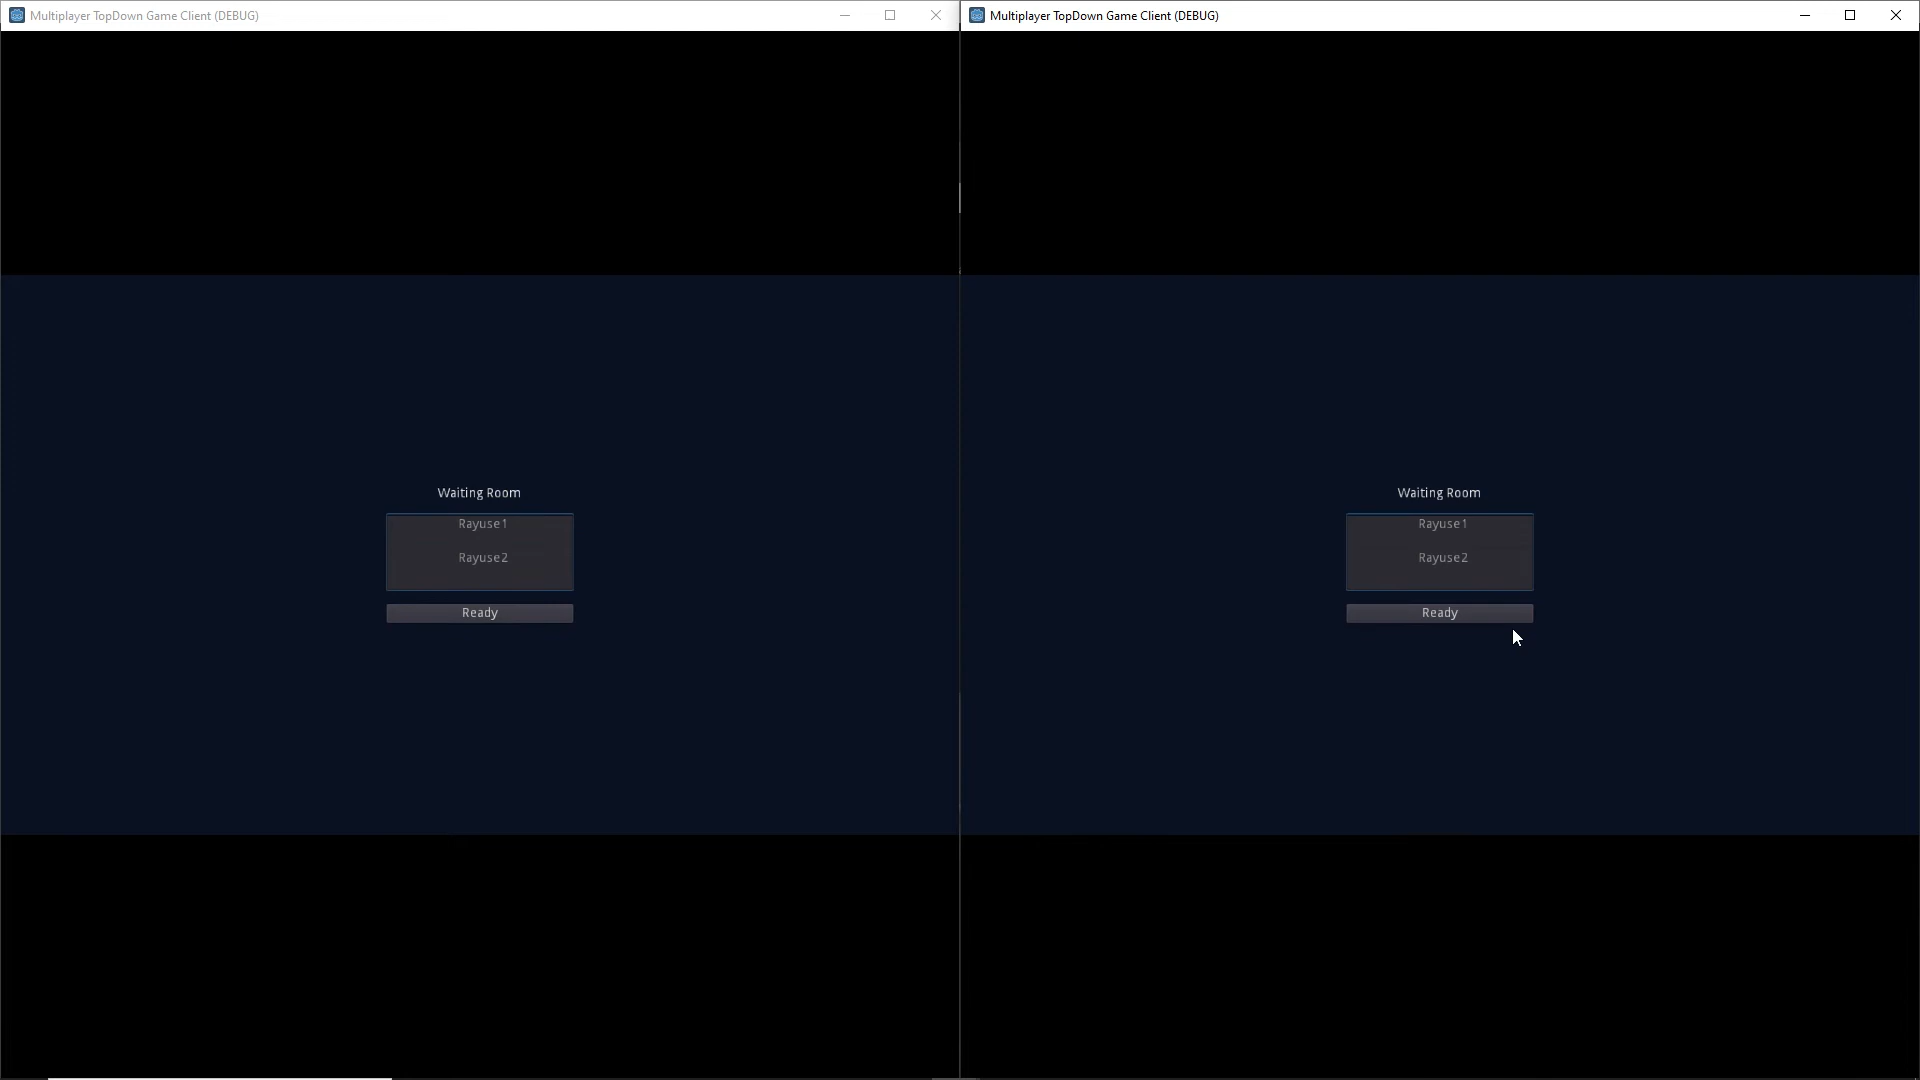 Multiplayer TopDown Game Client (DEBUG)
Waiting Room
Rayuse1
Rayuse2
Ready
Multiplayer TopDown Game Client (DEBUG)
Waiting Room
Rayuse1
Rayuse2
Ready